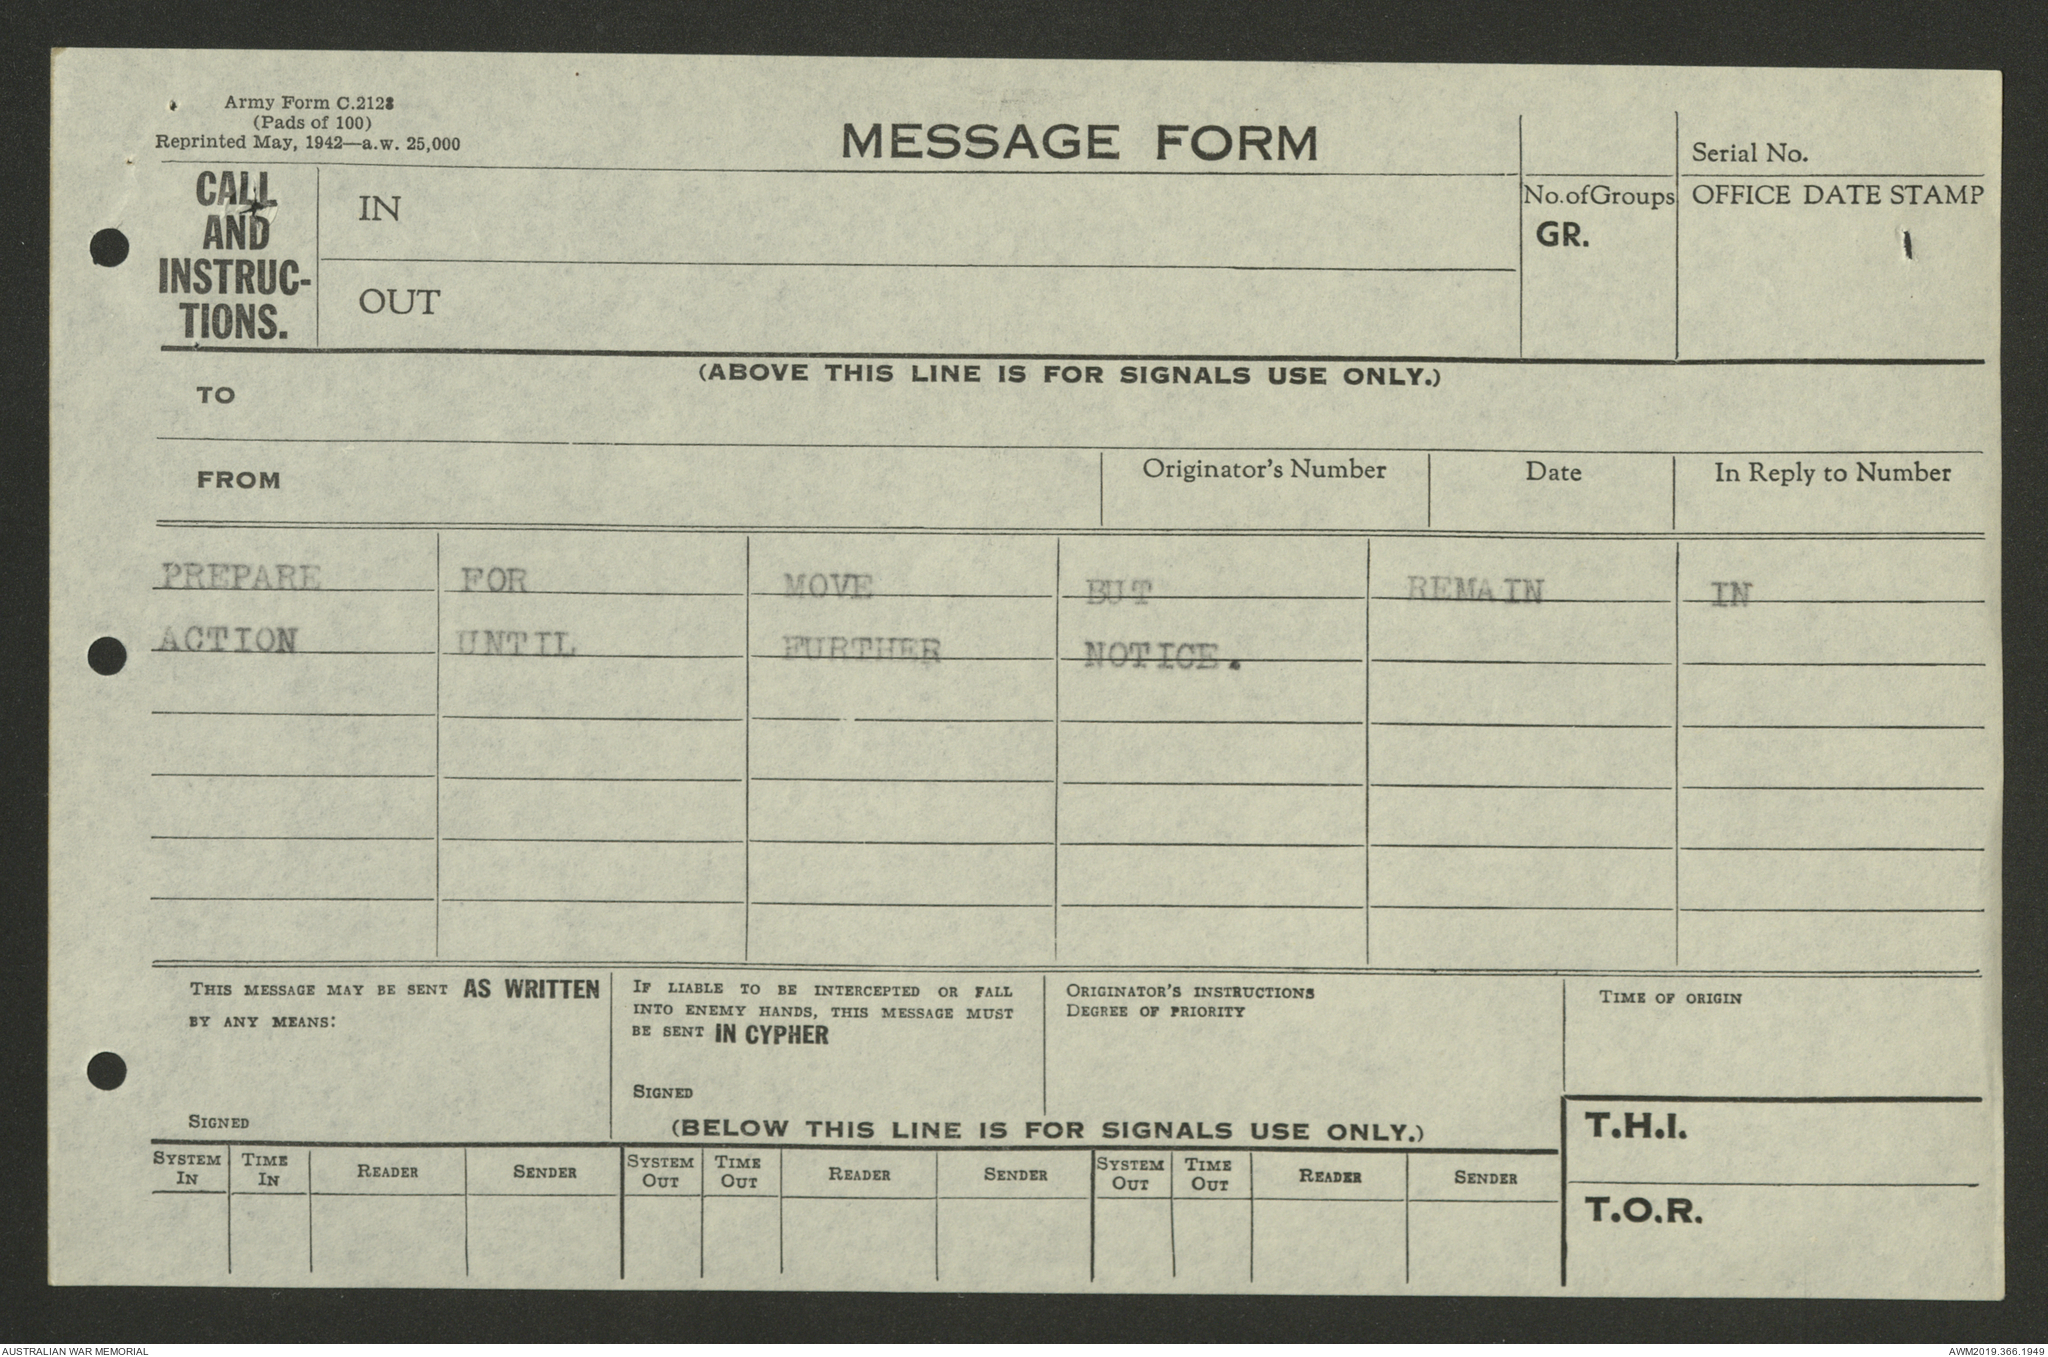 Army Form C.2128
(Pads of 100)
Reprinted May, 1942—a.w. 25,000
MESSAGE FORM
Serial No.
CALL
AND
INSTRUC-
TIONS.
IN
OUT
No. of Groups
GR.
OFFICE DATE STAMP
(ABOVE THIS LINE IS FOR SIGNALS USE ONLY.)
TO
FROM
Originator's Number
Date
In Reply to Number
PREPARE FOR MOVE BUT REMAIN IN
ACTION UNTIL FURTHER NOTICE.
THIS MESSAGE MAY BE SENT AS WRITTEN
BY ANY MEANS:
SIGNED
IF LIABLE TO BE INTERCEPTED OR FALL
INTO ENEMY HANDS, THIS MESSAGE MUST
BE SENT IN CYPHER
SIGNED
ORIGINATOR'S INSTRUCTIONS
DEGREE OF PRIORITY
TIME OF ORIGIN
(BELOW THIS LINE IS FOR SIGNALS USE ONLY.)
T.H.I.
T.O.R.
SYSTEM IN
TIME IN
READER
SENDER
SYSTEM OUT
TIME OUT
READER
SENDER
SYSTEM OUT
TIME OUT
READER
SENDER
AUSTRALIAN WAR MEMORIAL
AWM2019.366.1949